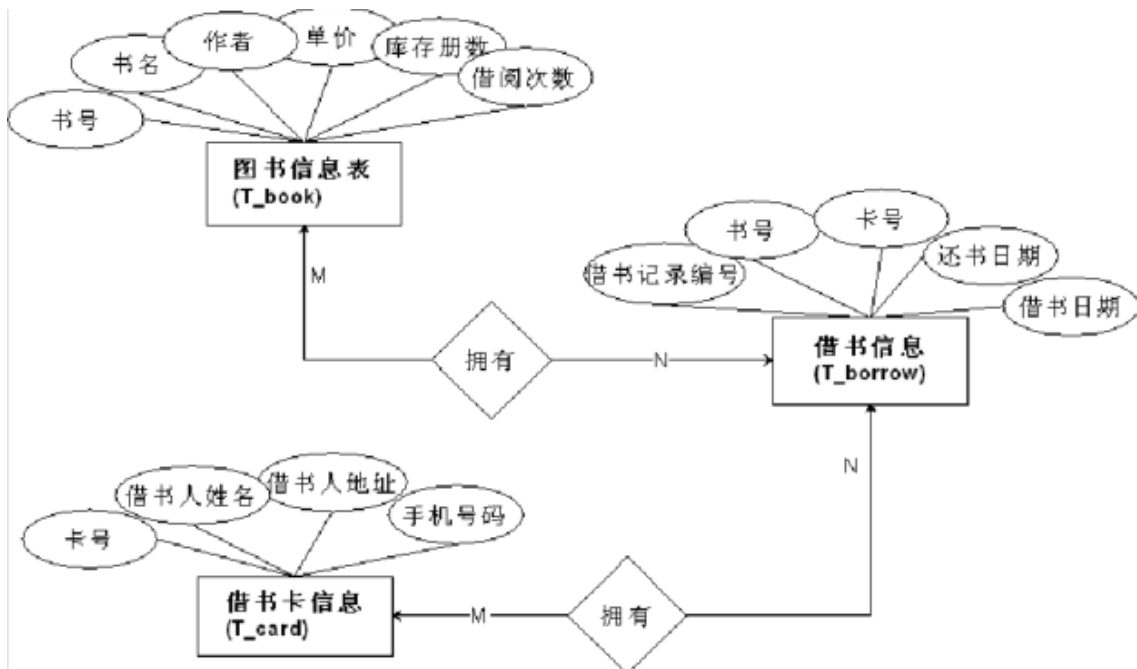 书号
书名
作者
单价
库存册数
借阅次数
图书信息表
(T_book)
M
拥有
N
借书记录编号
书号
卡号
还书日期
借书日期
借书信息
(T_borrow)
N
卡号
借书人姓名
借书人地址
手机号码
借书卡信息
(T_card)
M
拥有